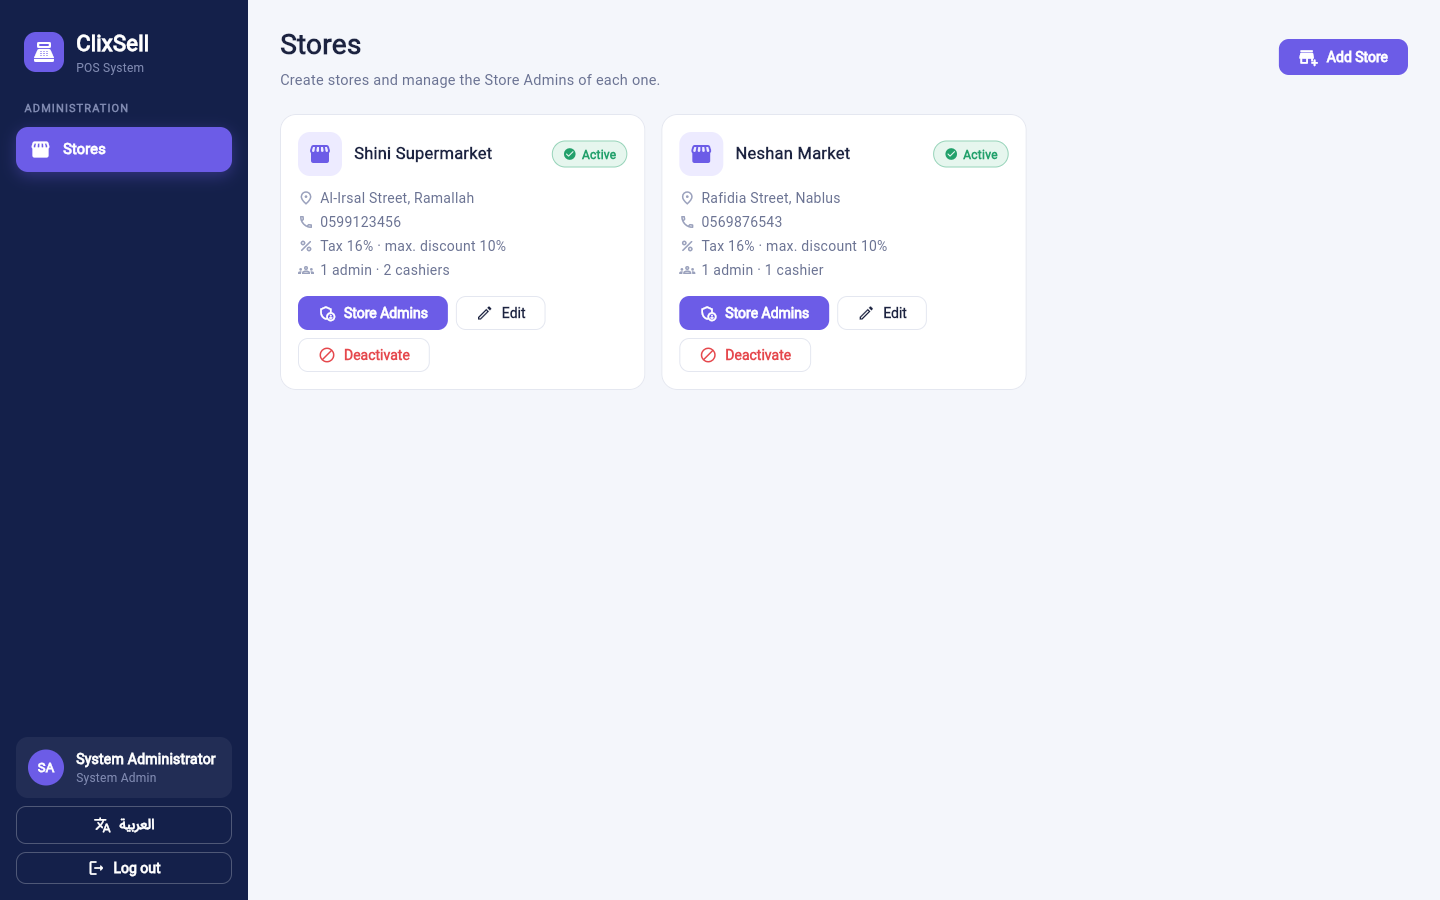 ClixSell
POS System
ADMINISTRATION
Stores
System Administrator
SA
System Admin
العربية
Log out
Stores
Create stores and manage the Store Admins of each one.
Add Store
Shini Supermarket
Active
Al-Irsal Street, Ramallah
0599123456
Tax 16% · max. discount 10%
1 admin · 2 cashiers
Store Admins
Edit
Deactivate
Neshan Market
Active
Rafidia Street, Nablus
0569876543
Tax 16% · max. discount 10%
1 admin · 1 cashier
Store Admins
Edit
Deactivate